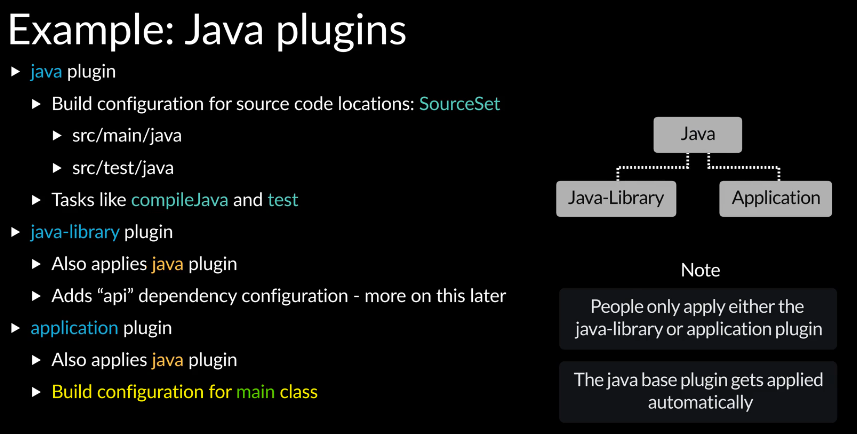 Example: Java plugins
java plugin
Build configuration for source code locations: SourceSet
src/main/java
src/test/java
Tasks like compileJava and test
java-library plugin
Also applies java plugin
Adds “api” dependency configuration - more on this later
application plugin
Also applies java plugin
Build configuration for main class
Java
Java-Library
Application
Note
People only apply either the
java-library or application plugin
The java base plugin gets applied
automatically